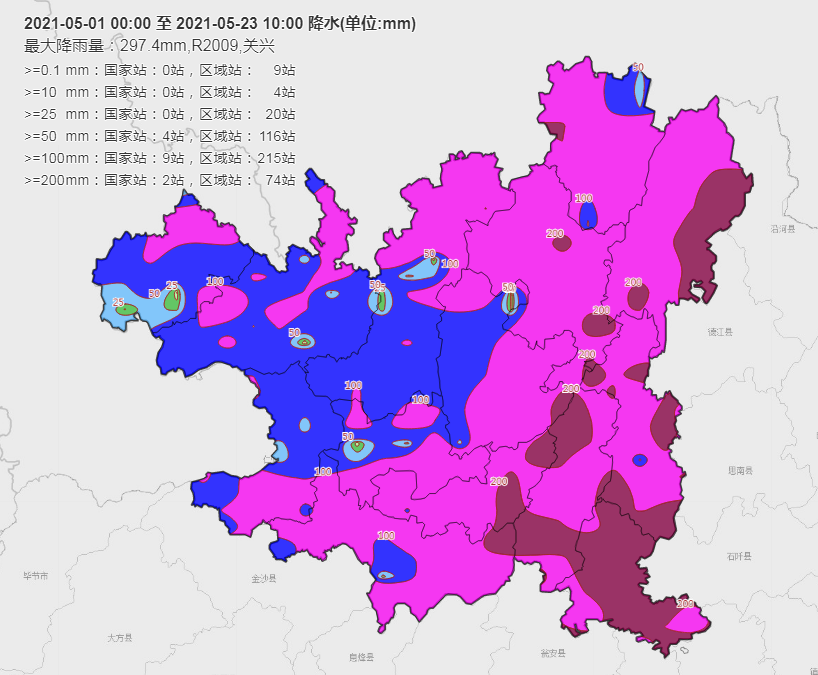 2021-05-01 00:00 至 2021-05-23 10:00 降水(单位:mm)
最大降雨量：297.4mm,R2009,关兴
>=0.1 mm：国家站：0站，区域站： 9站
>=10 mm：国家站：0站，区域站： 4站
>=25 mm：国家站：0站，区域站： 20站
>=50 mm：国家站：4站，区域站：116站
>=100mm：国家站：9站，区域站：215站
>=200mm：国家站：2站，区域站： 74站
50
100
沿河县
200
50
100
25
50
25
100
50
50
200
200
德江县
50
200
100
100
200
50
100
200
思南县
100
石阡县
毕节市
金沙县
200
大方县
息烽县
瓮安县